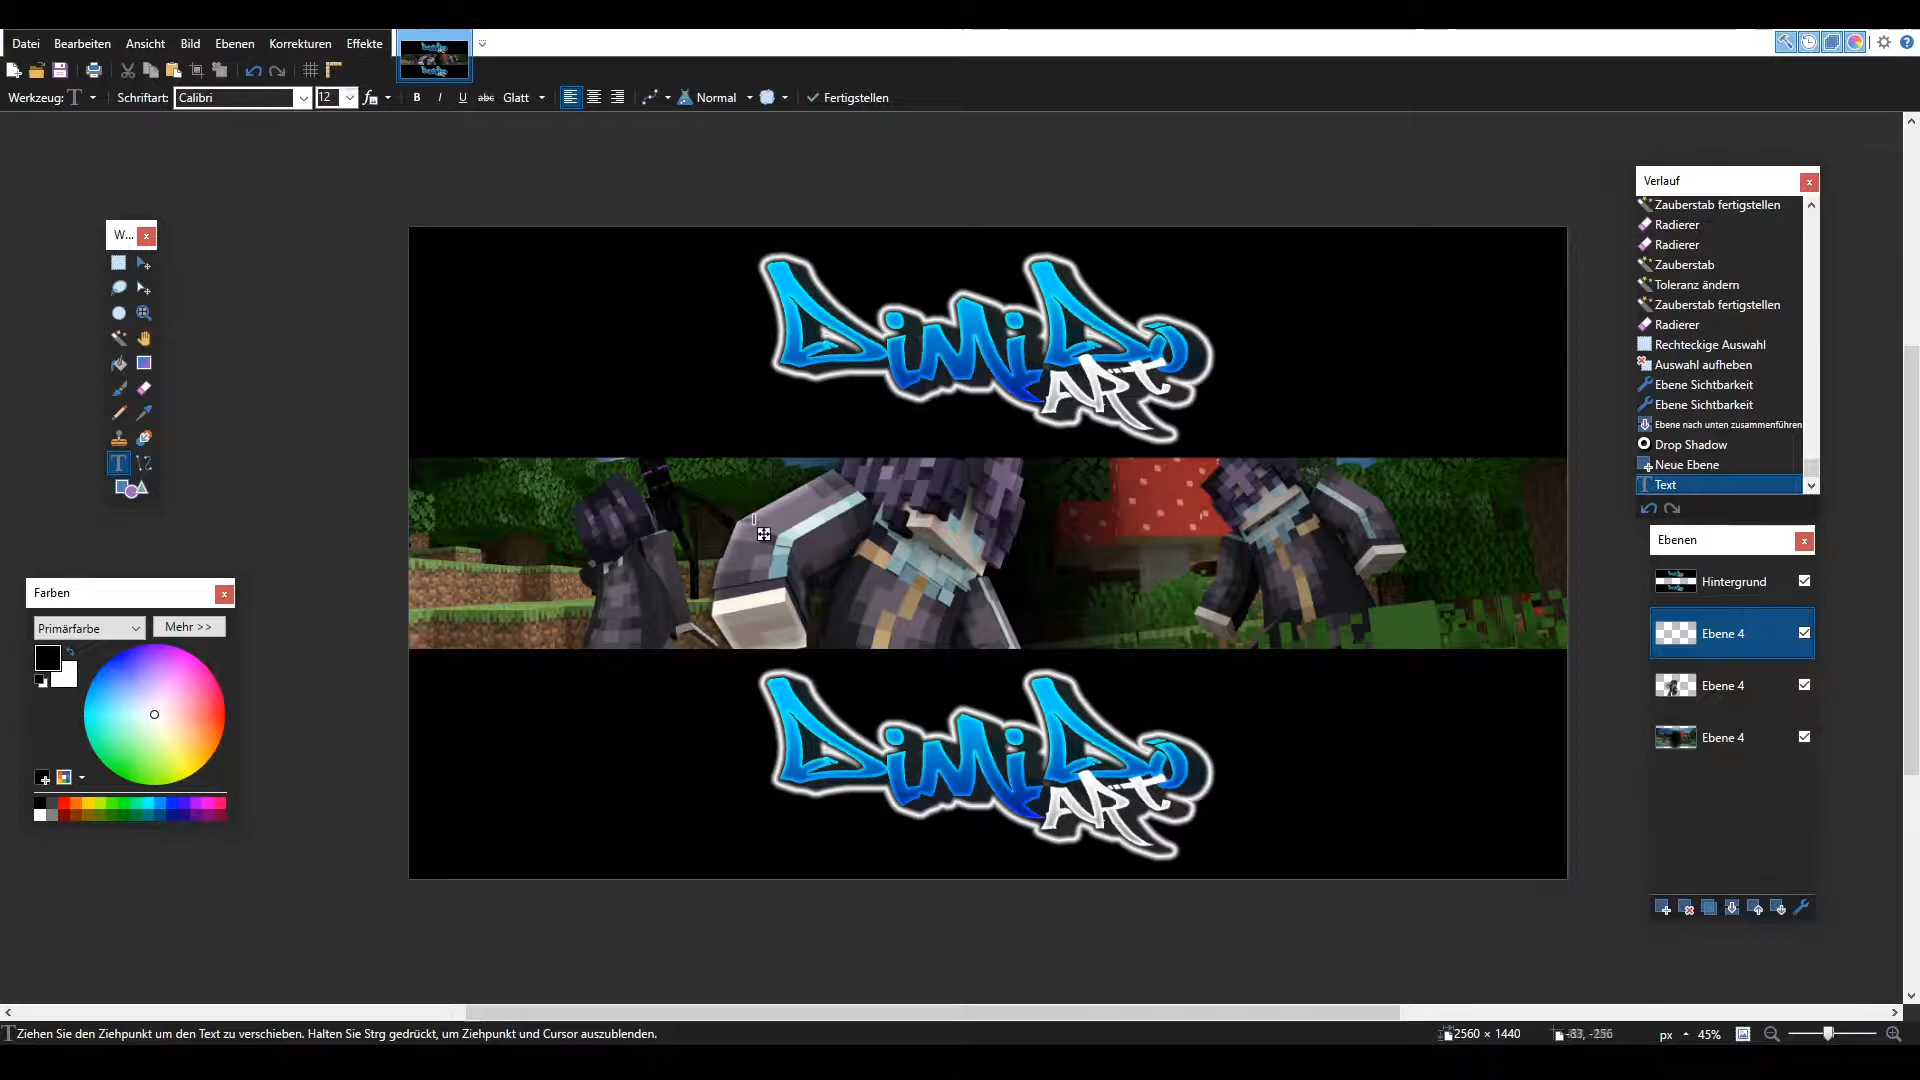 Datei Bearbeiten Ansicht Bild Ebenen Korrekturen Effekte
Werkzeug: Schriftart: Calibri 12 B I U abc Glatt Normal Fertigstellen
W...
Verlauf
Zauberstab fertigstellen
Radierer
Radierer
Zauberstab
Toleranz ändern
Zauberstab fertigstellen
Radierer
Rechteckige Auswahl
Auswahl aufheben
Ebene Sichtbarkeit
Ebene Sichtbarkeit
Ebene nach unten zusammenführen
Drop Shadow
Neue Ebene
Text
DiMiDo
ART
Ebenen
Hintergrund
Ebene 4
Ebene 4
Ebene 4
Farben
Primärfarbe Mehr >>
DiMiDo
ART
Ziehen Sie den Ziehpunkt um den Text zu verschieben. Halten Sie Strg gedrückt, um Ziehpunkt und Cursor auszublenden.
2560 × 1440 px 45%